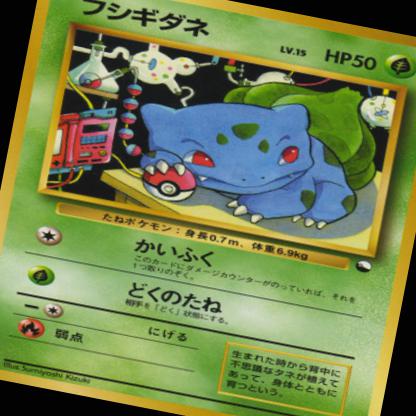 フシギダネ
LV.15 HP50
たねポケモン：身長0.7m、体重6.9kg
かいふく
このカードにダメージカウンターがのっていれば、それを
1つ取りのぞく。
どくのたね
相手を「どく」状態にする。
弱点 にげる
生まれた時から背中に
不思議なタネが植えて
あって、身体とともに
育つという。
Illus. Sumiyoshi Kizuki